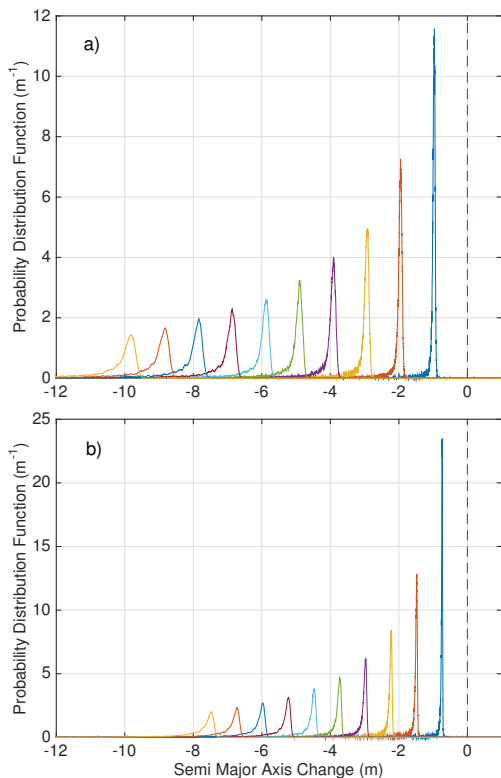 12
a)
10
8
6
4
2
0
Probability Distribution Function (m⁻¹)
-12 -10 -8 -6 -4 -2 0
25
b)
20
15
10
5
0
Probability Distribution Function (m⁻¹)
-12 -10 -8 -6 -4 -2 0
Semi Major Axis Change (m)